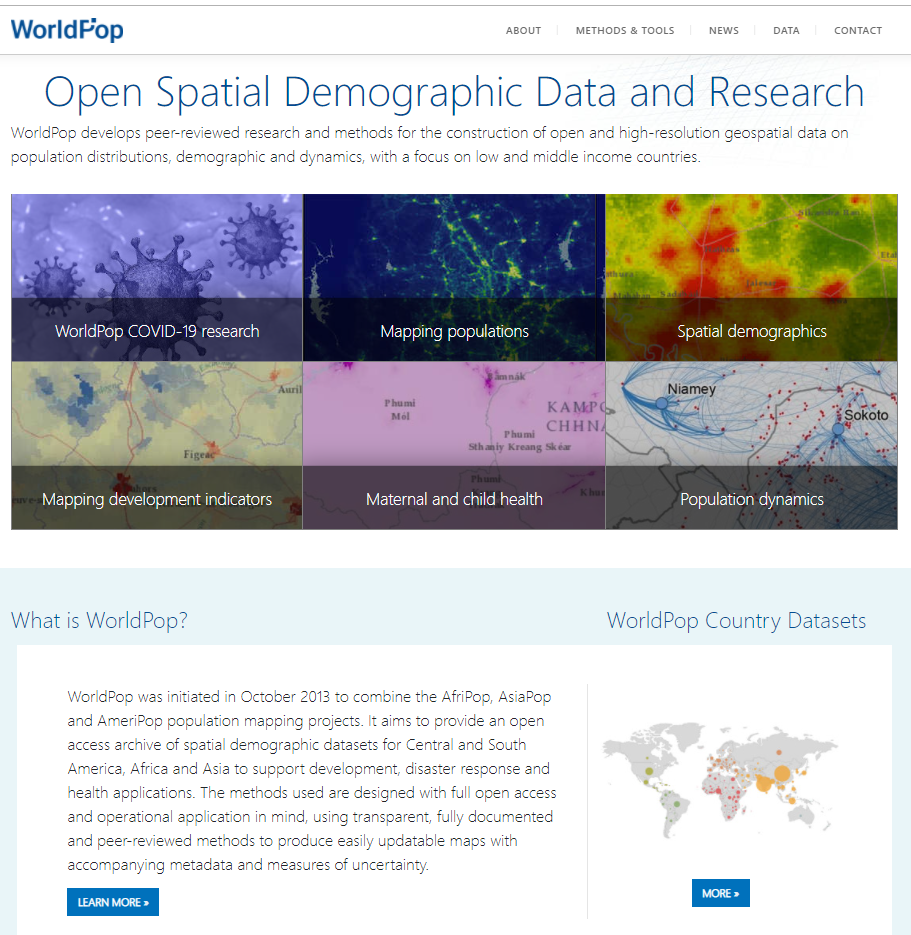 WorldPop
ABOUT
METHODS & TOOLS
NEWS
DATA
CONTACT
Open Spatial Demographic Data and Research
WorldPop develops peer-reviewed research and methods for the construction of open and high-resolution geospatial data on
population distributions, demographic and dynamics, with a focus on low and middle income countries.
WorldPop COVID-19 research
Mapping populations
Spatial demographics
Auril
Figeac
Mapping development indicators
Phumi
Mól
KAMPO
CHHNA
Phumi
Sthaniy Kreang Skéar
Phumi
Maternal and child health
Niamey
Sokoto
Population dynamics
What is WorldPop?
WorldPop Country Datasets
WorldPop was initiated in October 2013 to combine the AfriPop, AsiaPop
and AmeriPop population mapping projects. It aims to provide an open
access archive of spatial demographic datasets for Central and South
America, Africa and Asia to support development, disaster response and
health applications. The methods used are designed with full open access
and operational application in mind, using transparent, fully documented
and peer-reviewed methods to produce easily updatable maps with
accompanying metadata and measures of uncertainty.
LEARN MORE »
MORE »